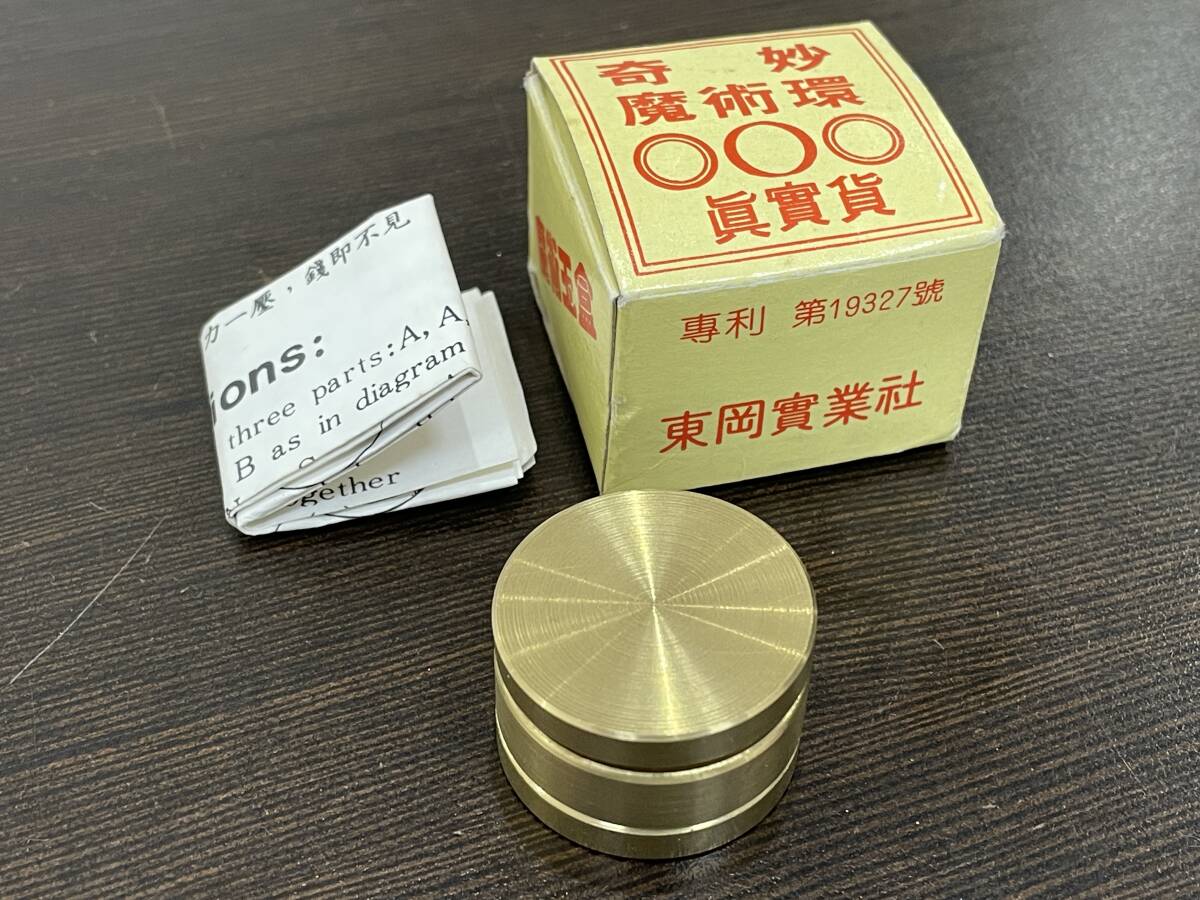 奇 妙
魔術環
眞實貨
專利 第19327號
東岡實業社
力一壓，錢即不見
ions:
three parts: A, A,
B as in diagram
gether